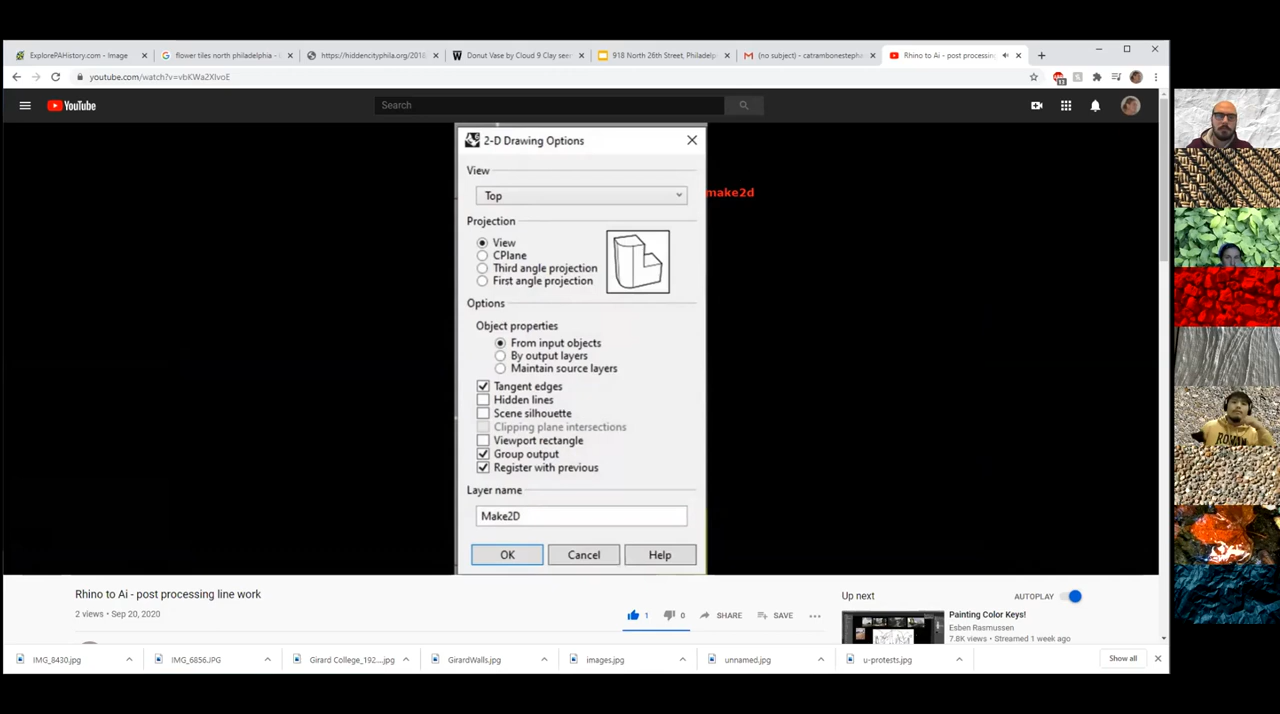 ExplorePAHistory.com - Image
flower tiles north philadelphia -
https://hiddencityphila.org/2018
Donut Vase by Cloud 9 Clay see
918 North 26th Street, Philadelp
(no subject) - catrambonesteph
Rhino to Ai - post processing
youtube.com/watch?v=vbKWa2XIvoE
YouTube
Search
2-D Drawing Options
View
make2d
Top
Projection
View
CPlane
Third angle projection
First angle projection
Options
Object properties
From input objects
By output layers
Maintain source layers
Tangent edges
Hidden lines
Scene silhouette
Clipping plane intersections
Viewport rectangle
Group output
Register with previous
Layer name
Make2D
OK Cancel Help
Rhino to Ai - post processing line work
2 views • Sep 20, 2020
1 0 SHARE SAVE
Up next AUTOPLAY
Painting Color Keys!
Esben Rasmussen
7.8K views • Streamed 1 week ago
IMG_8430.jpg IMG_6856.JPG Girard College_192....jpg GirardWalls.jpg images.jpg unnamed.jpg u-protests.jpg Show all